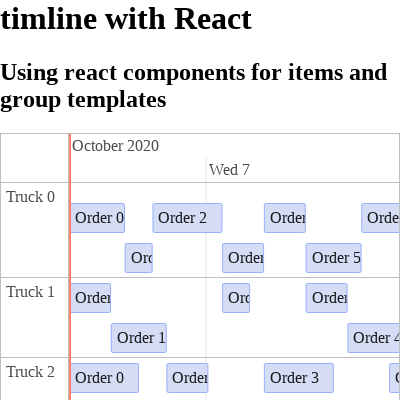 timline with React
Using react components for items and
group templates
October 2020
Wed 7
Truck 0
Order 0
Order 2
Order
Orde
Ord
Order
Order 5
Truck 1
Order
Ord
Order
Order 1
Order 4
Truck 2
Order 0
Order
Order 3